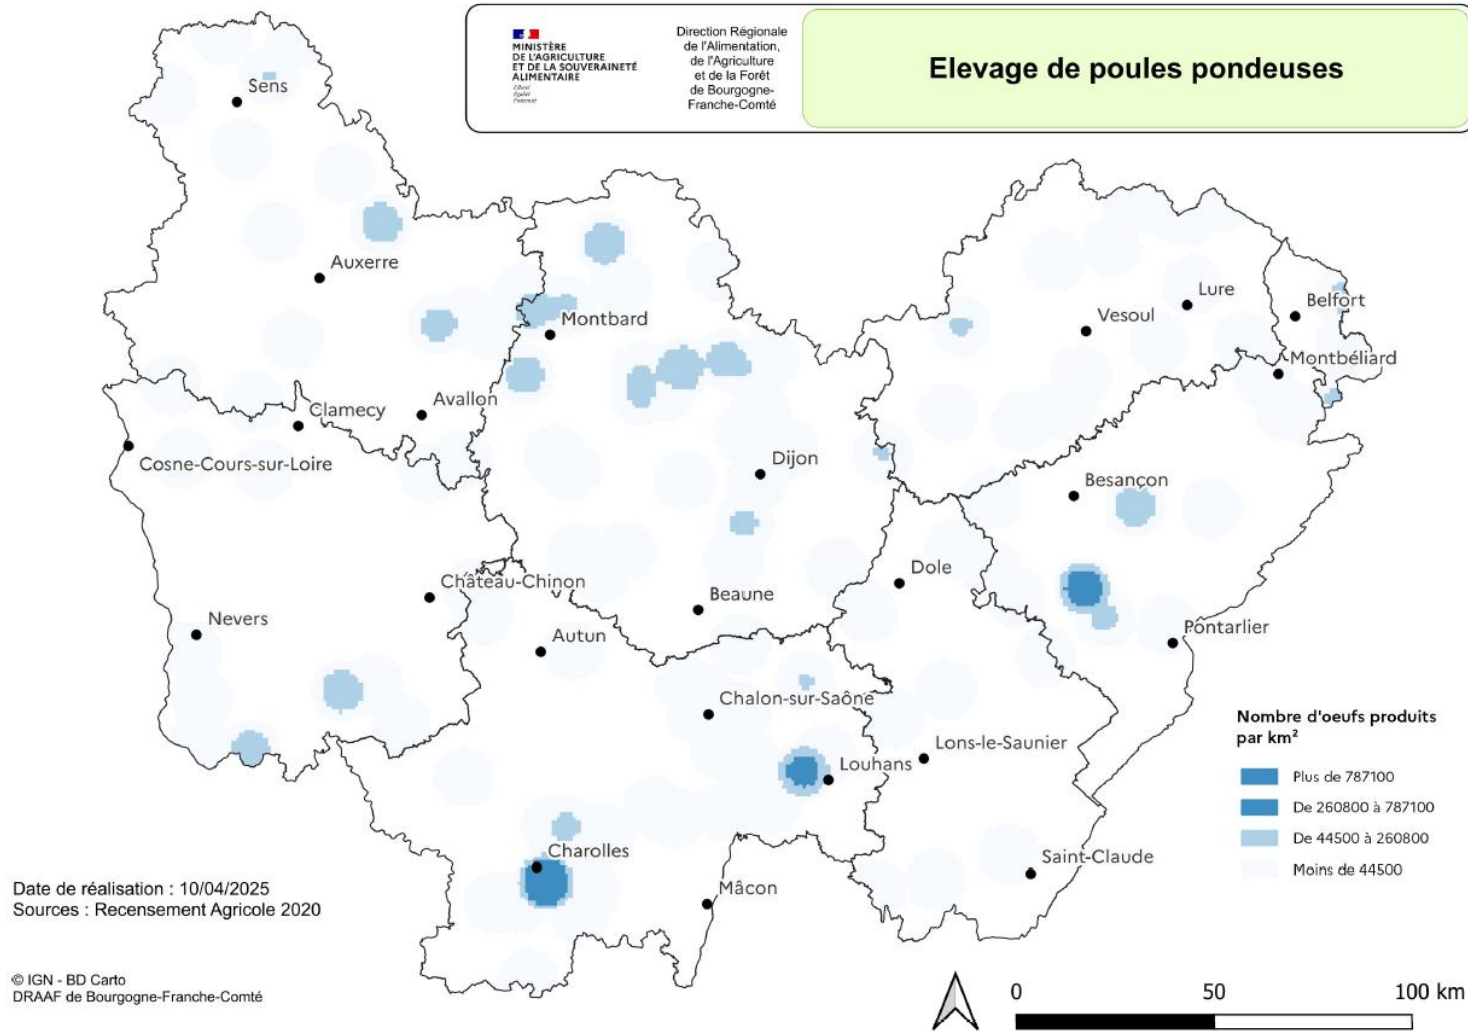 MINISTÈRE
DE L'AGRICULTURE
ET DE LA SOUVERAINETÉ
ALIMENTAIRE
Liberté
Égalité
Fraternité
Direction Régionale
de l'Alimentation,
de l'Agriculture
et de la Forêt
de Bourgogne-
Franche-Comté
Elevage de poules pondeuses
Sens
Auxerre
Montbard
Lure
Belfort
Vesoul
Montbéliard
Avallon
Clamecy
Cosne-Cours-sur-Loire
Dijon
Besançon
Dole
Château-Chinon
Beaune
Nevers
Autun
Pontarlier
Chalon-sur-Saône
Lons-le-Saunier
Louhans
Charolles
Saint-Claude
Mâcon
Nombre d'oeufs produits
par km²
Plus de 787100
De 260800 à 787100
De 44500 à 260800
Moins de 44500
Date de réalisation : 10/04/2025
Sources : Recensement Agricole 2020
© IGN - BD Carto
DRAAF de Bourgogne-Franche-Comté
0 50 100 km